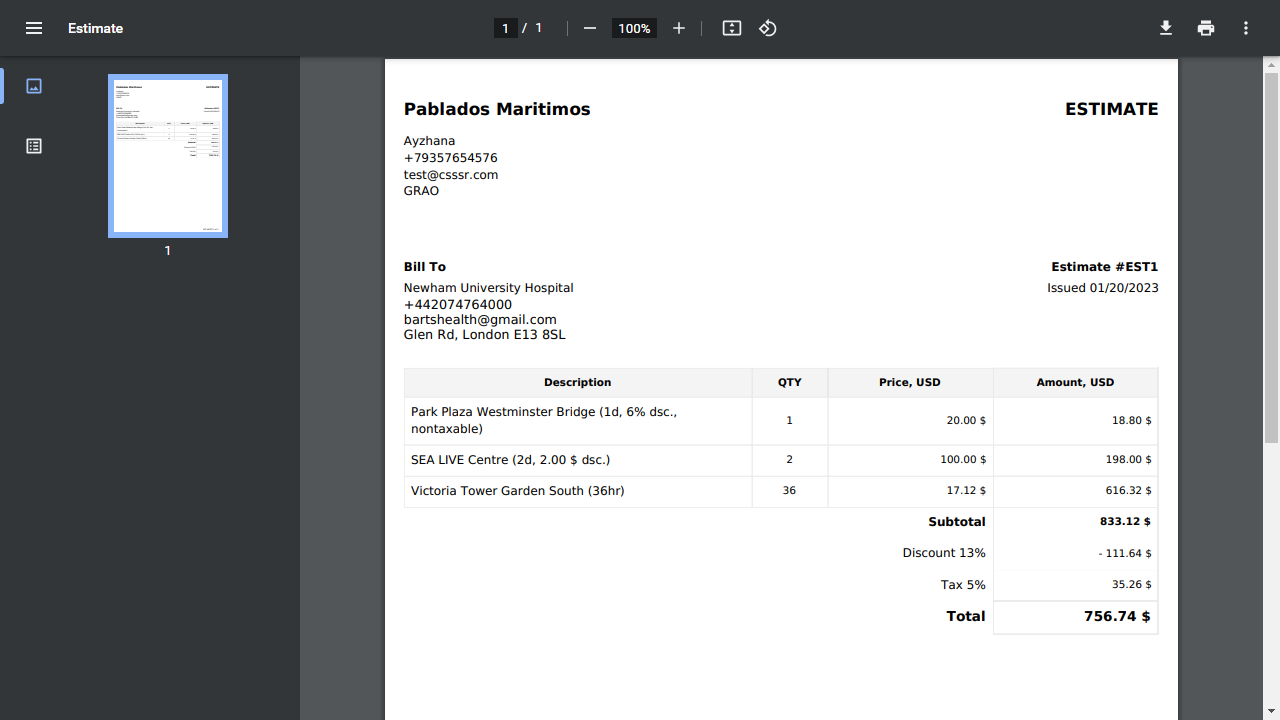 Estimate
1 / 1
100%
1
Pablados Maritimos
ESTIMATE
Ayzhana
+79357654576
test@csssr.com
GRAO
Bill To
Estimate #EST1
Newham University Hospital
Issued 01/20/2023
+442074764000
bartshealth@gmail.com
Glen Rd, London E13 8SL
Description QTY Price, USD Amount, USD
Park Plaza Westminster Bridge (1d, 6% dsc.,
nontaxable) 1 20.00 $ 18.80 $
SEA LIVE Centre (2d, 2.00 $ dsc.) 2 100.00 $ 198.00 $
Victoria Tower Garden South (36hr) 36 17.12 $ 616.32 $
Subtotal 833.12 $
Discount 13% - 111.64 $
Tax 5% 35.26 $
Total 756.74 $